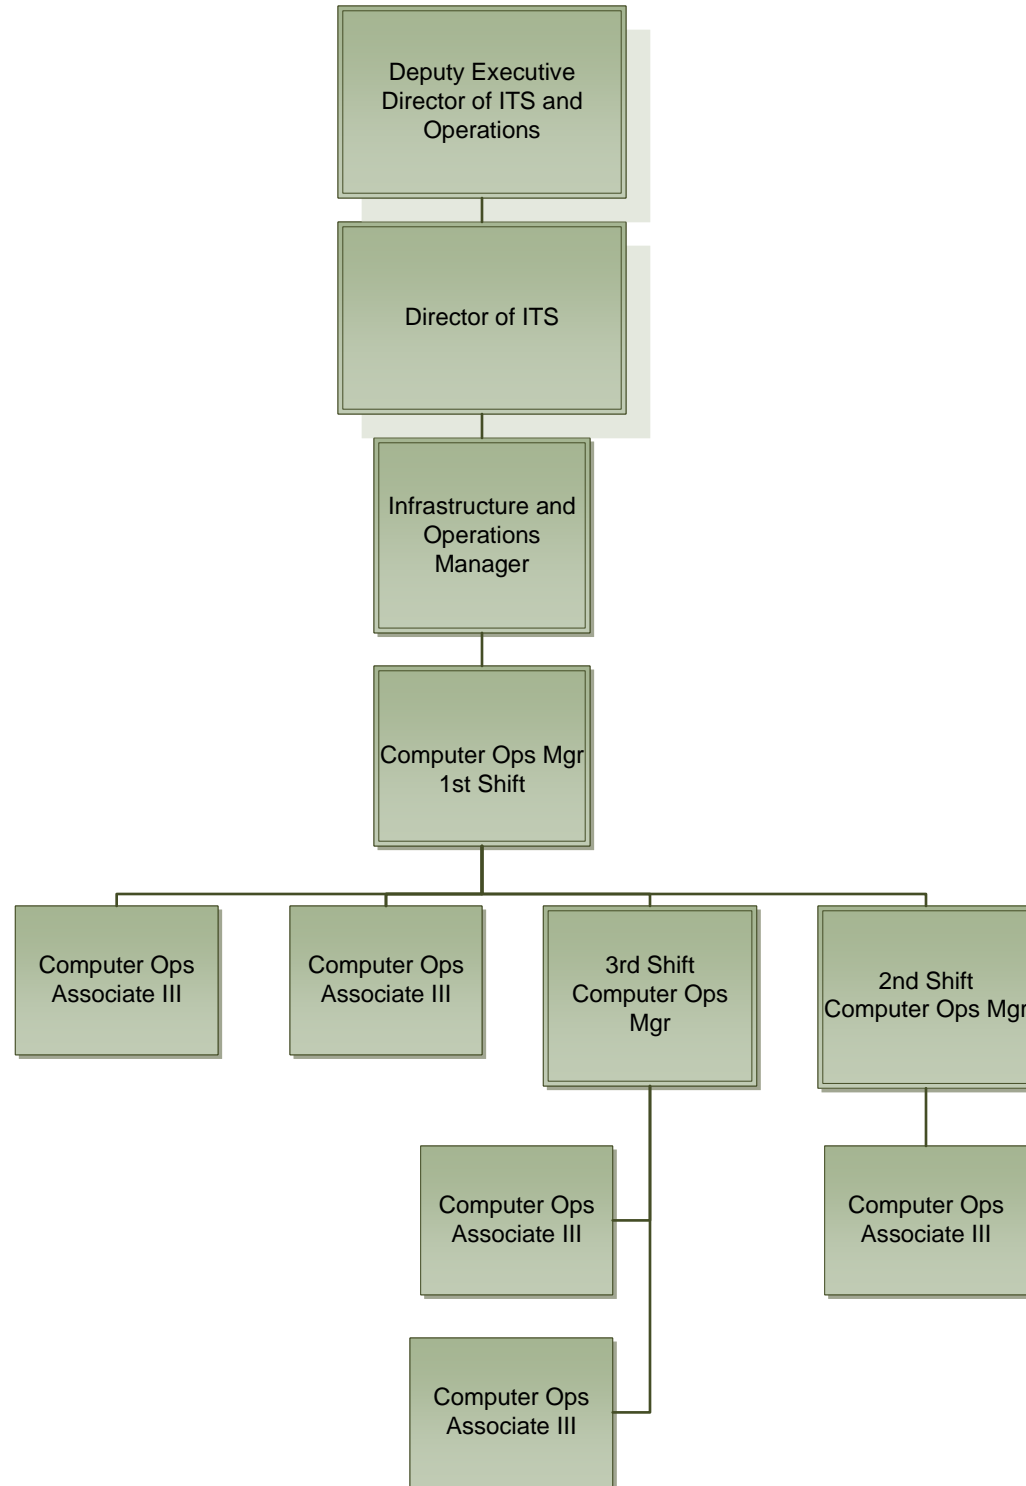 Deputy Executive
Director of ITS and
Operations
Director of ITS
Infrastructure and
Operations
Manager
Computer Ops Mgr
1st Shift
Computer Ops
Associate III
Computer Ops
Associate III
3rd Shift
Computer Ops
Mgr
2nd Shift
Computer Ops Mgr
Computer Ops
Associate III
Computer Ops
Associate III
Computer Ops
Associate III